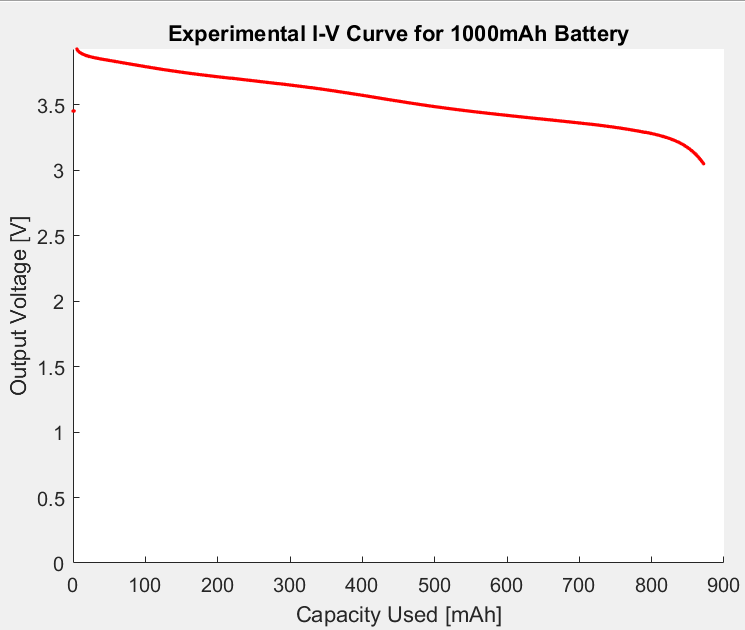 Experimental I-V Curve for 1000mAh Battery
Output Voltage [V]
3.5
3
2.5
2
1.5
1
0.5
0
0 100 200 300 400 500 600 700 800 900
Capacity Used [mAh]